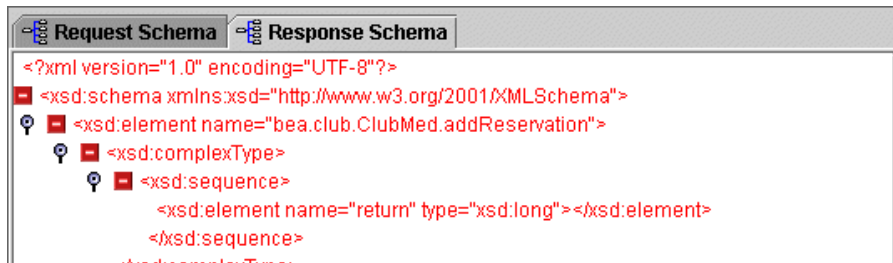 Request Schema Response Schema
<?xml version="1.0" encoding="UTF-8"?>
<xsd:schema xmlns:xsd="http://www.w3.org/2001/XMLSchema">
<xsd:element name="bea.club.ClubMed.addReservation">
<xsd:complexType>
<xsd:sequence>
<xsd:element name="return" type="xsd:long"></xsd:element>
</xsd:sequence>